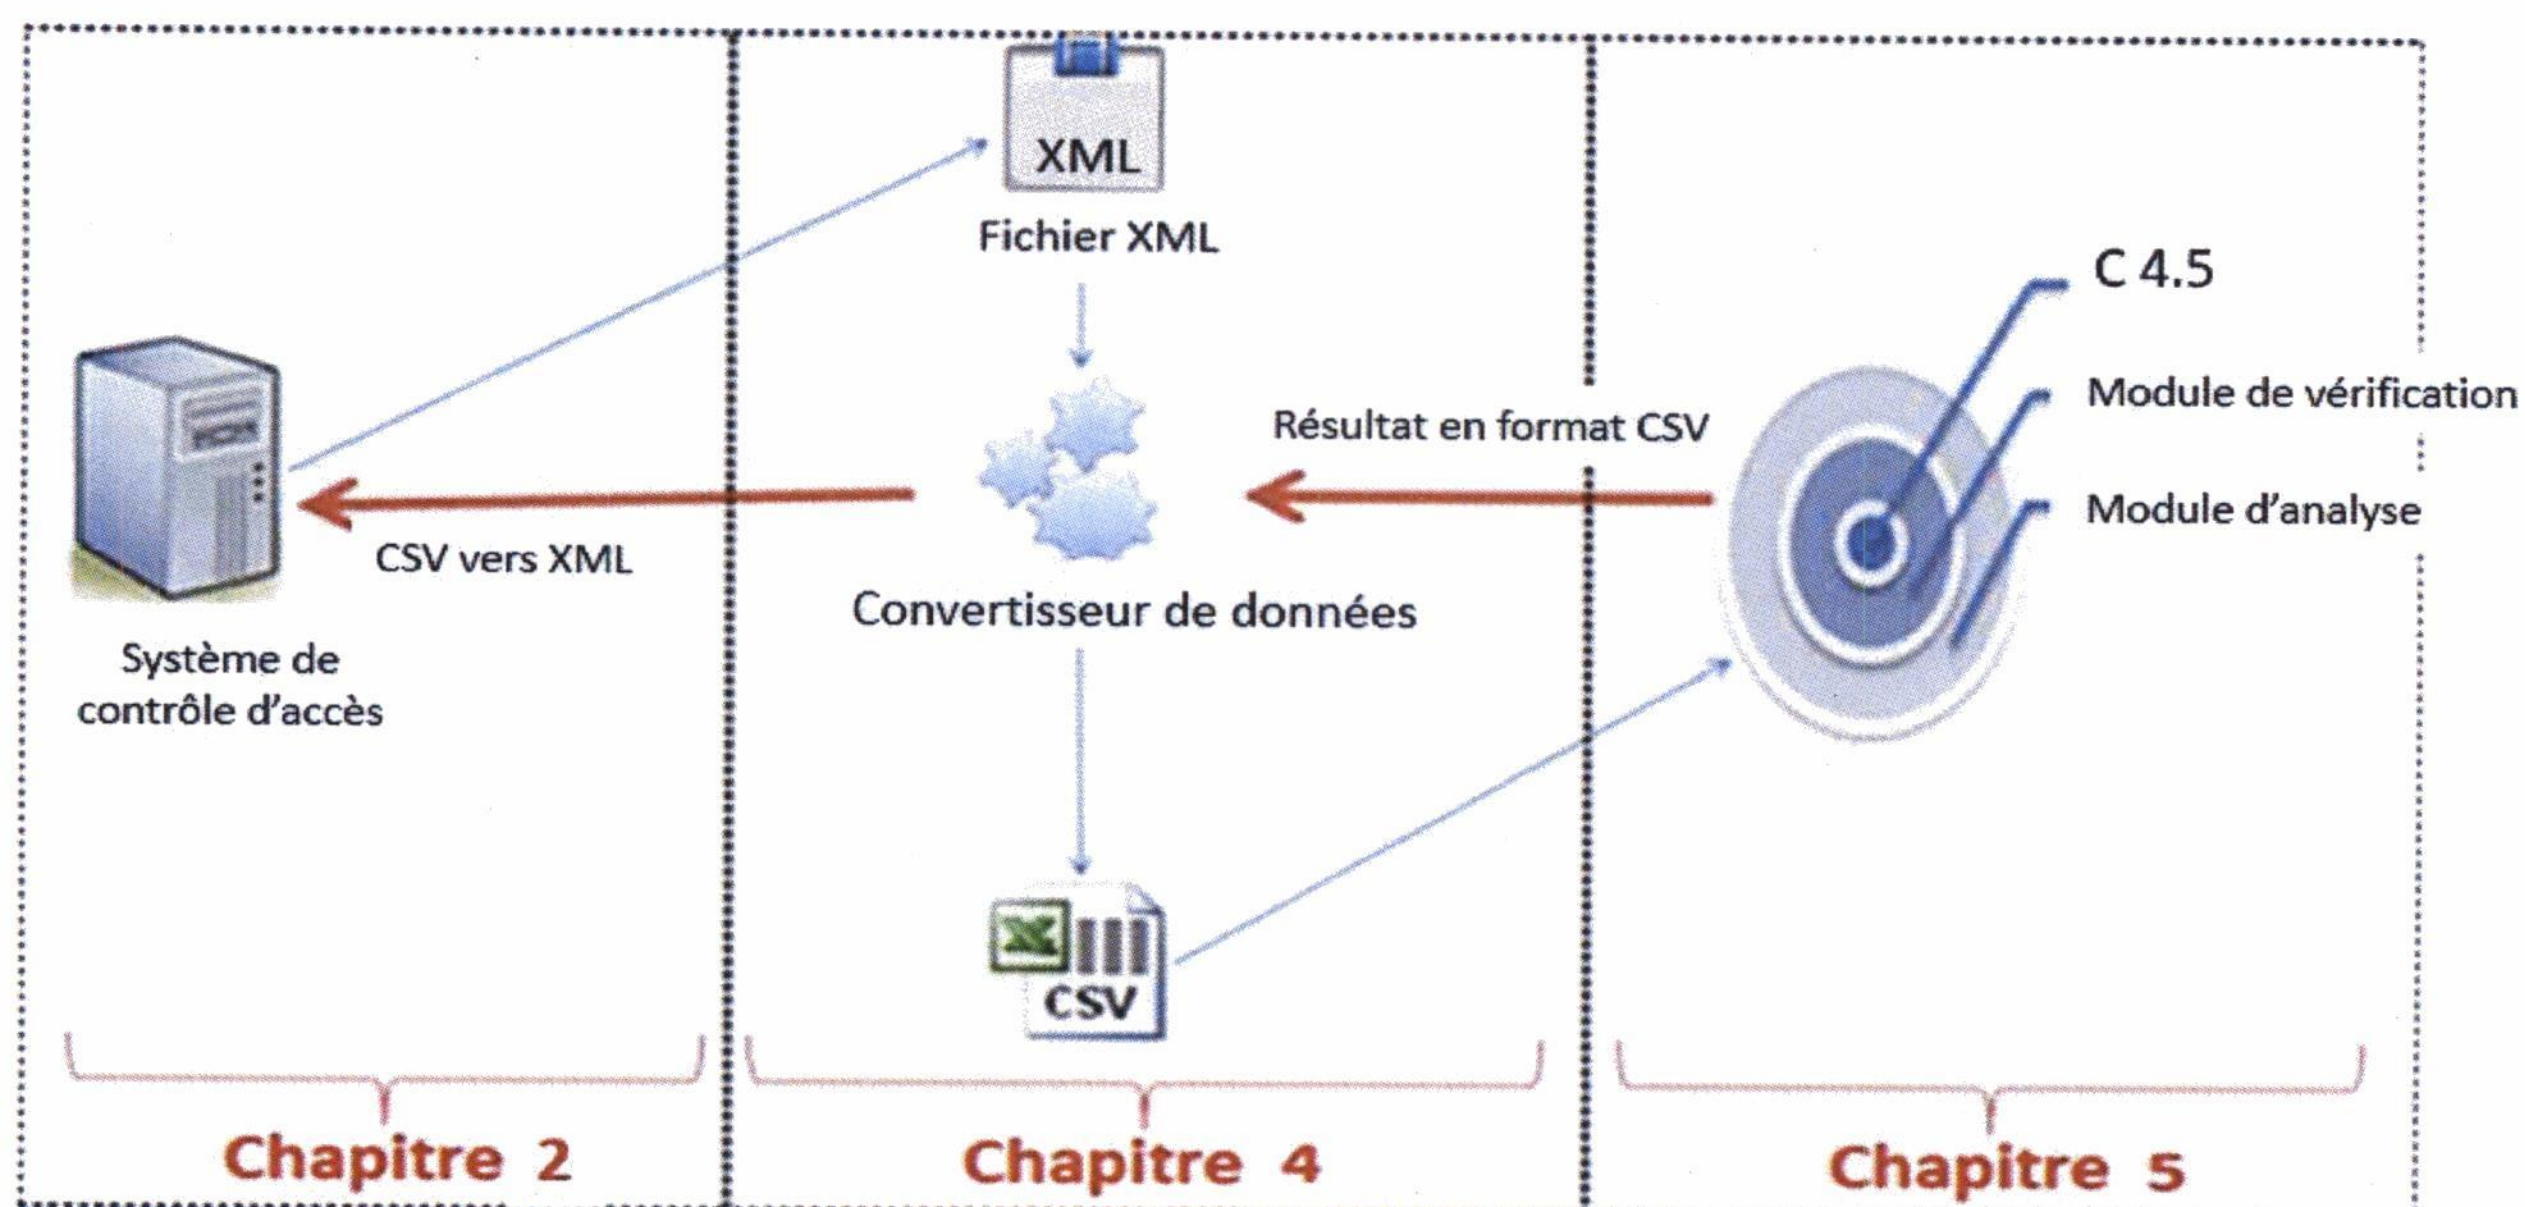 XML
Fichier XML
C 4.5
Module de vérification
Résultat en format CSV
Module d'analyse
CSV vers XML
Convertisseur de données
Système de
contrôle d'accès
CSV
Chapitre 2
Chapitre 4
Chapitre 5